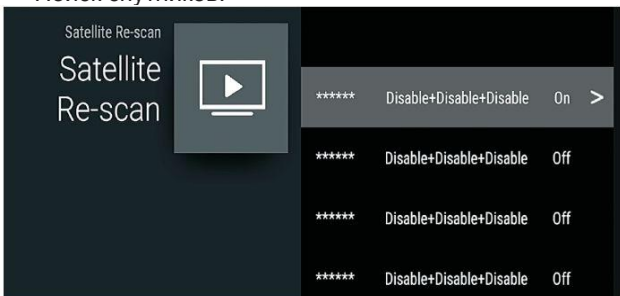 Satellite Re-scan
Satellite
Re-scan
****** Disable+Disable+Disable On >
****** Disable+Disable+Disable Off
****** Disable+Disable+Disable Off
****** Disable+Disable+Disable Off